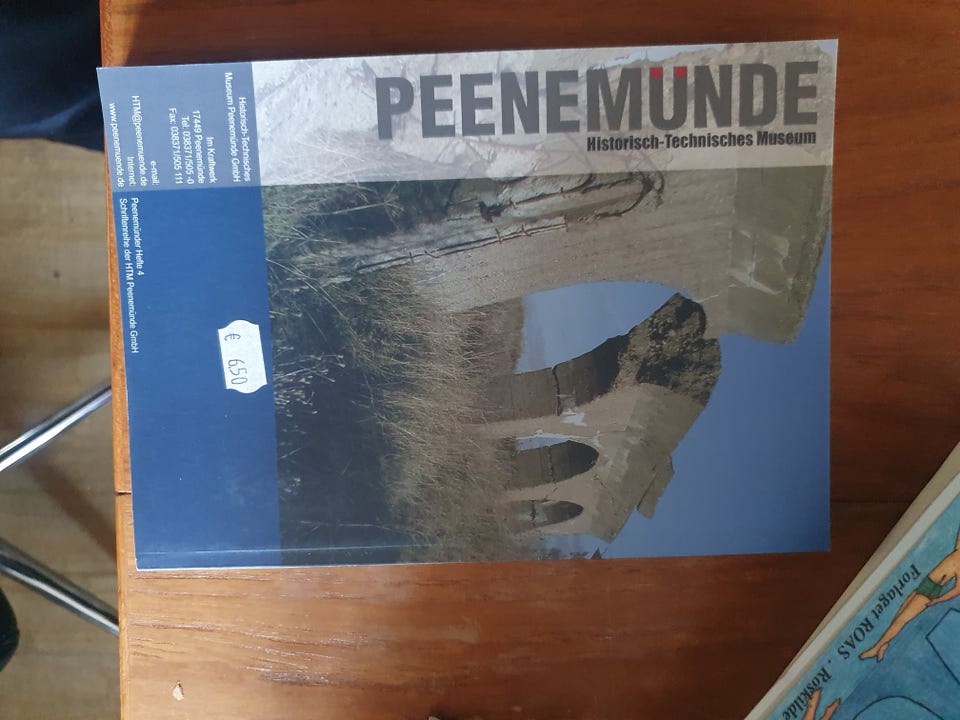 PEENEMÜNDE
Historisch-Technisches Museum
Historisch-Technisches
Museum Peenemünde GmbH
Im Kraftwerk
17449 Peenemünde
Tel: 038371/505 -0
Fax: 038371/505 111
e-mail:
HTM@peenemuende.de
Internet:
www.peenemuende.de
Peenemünder Hefte 4
Schriftenreihe der HTM Peenemünde GmbH
€ 6,50
Forlaget ROAS . Roskilde